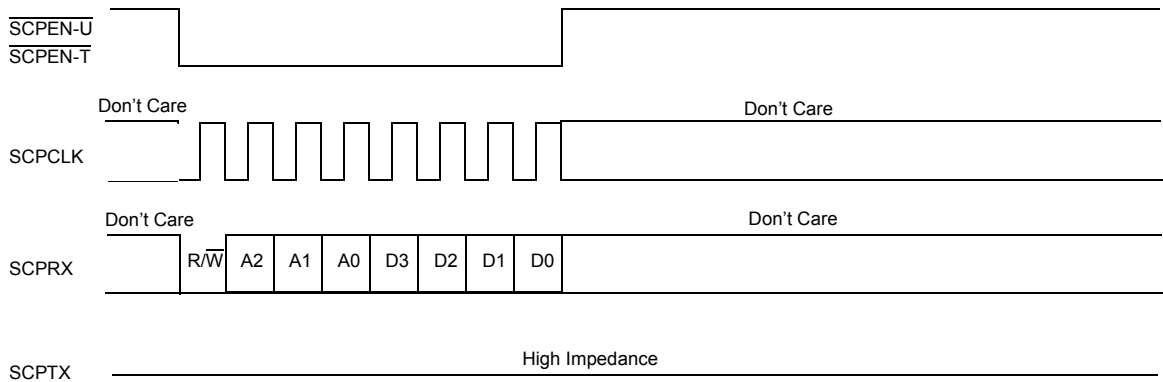 SCPEN-U
SCPEN-T
Don't Care
Don't Care
SCPCLK
Don't Care
Don't Care
SCPRX
R/W A2 A1 A0 D3 D2 D1 D0
High Impedance
SCPTX